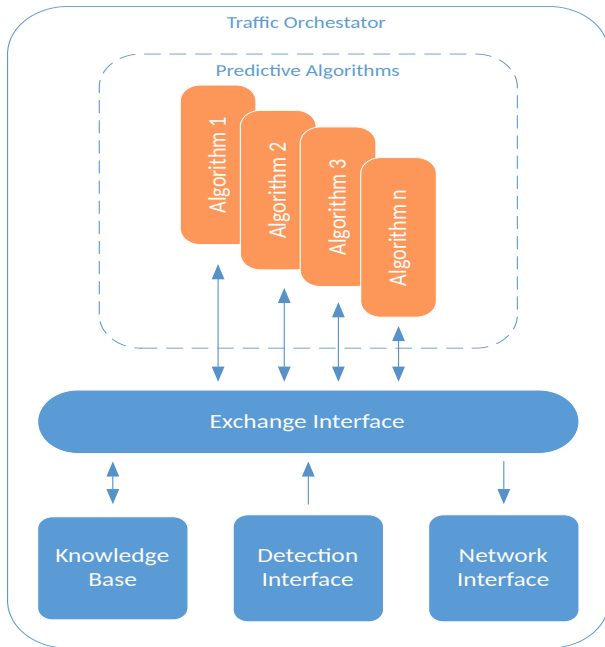 Traffic Orchestator
Predictive Algorithms
Algorithm 1
Algorithm 2
Algorithm 3
Algorithm n
Exchange Interface
Knowledge
Base
Detection
Interface
Network
Interface